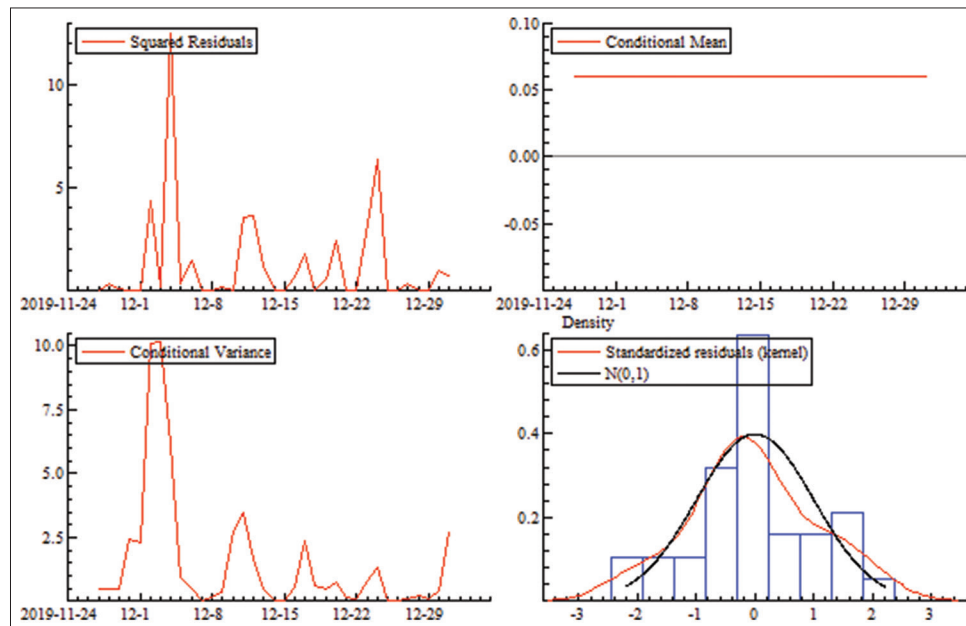 Squared Residuals
10
5
2019-11-24 12-1 12-8 12-15 12-22 12-29
0.10
Conditional Mean
0.05
0.00
-0.05
2019-11-24 12-1 12-8 12-15 12-22 12-29
10.0
Conditional Variance
7.5
5.0
2.5
2019-11-24 12-1 12-8 12-15 12-22 12-29
Density
0.6
Standardized residuals (kernel)
N(0,1)
0.4
0.2
-3 -2 -1 0 1 2 3